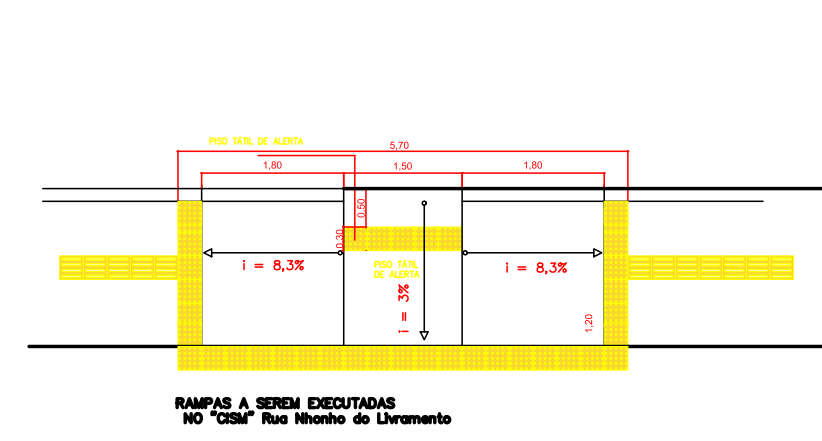 PISO TÁTIL DE ALERTA
5,70
1,80
1,50
1,80
0,50
0,30
i = 8,3%
PISO TÁTIL
DE ALERTA
i = 8,3%
i = 3%
1,20
RAMPAS A SEREM EXECUTADAS
NO "CISM" Rua Nhonho do Livramento